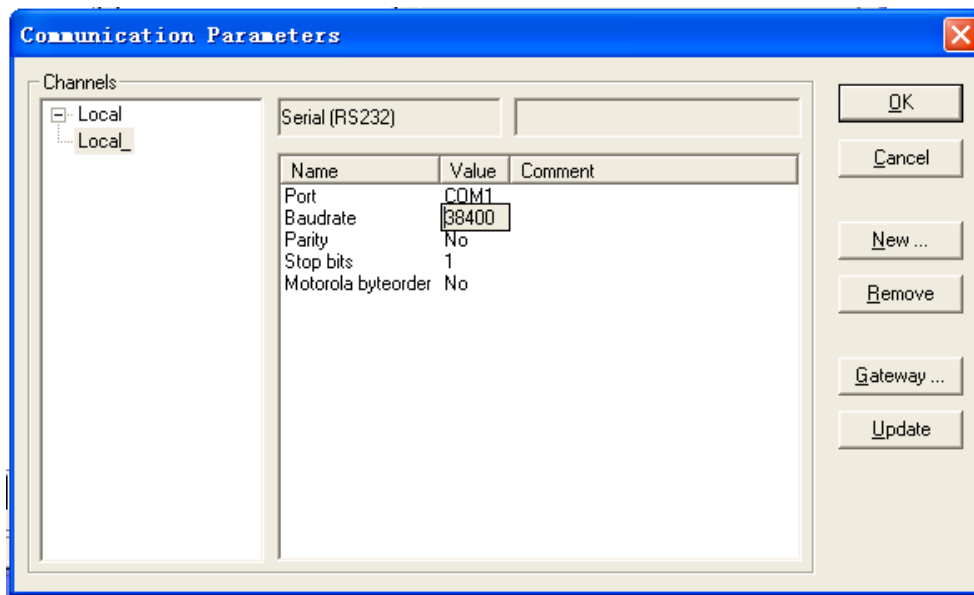 Communication Parameters
Channels
Local
Local_
Serial (RS232)
Name Value Comment
Port COM1
Baudrate 38400
Parity No
Stop bits 1
Motorola byteorder No
OK
Cancel
New ...
Remove
Gateway ...
Update